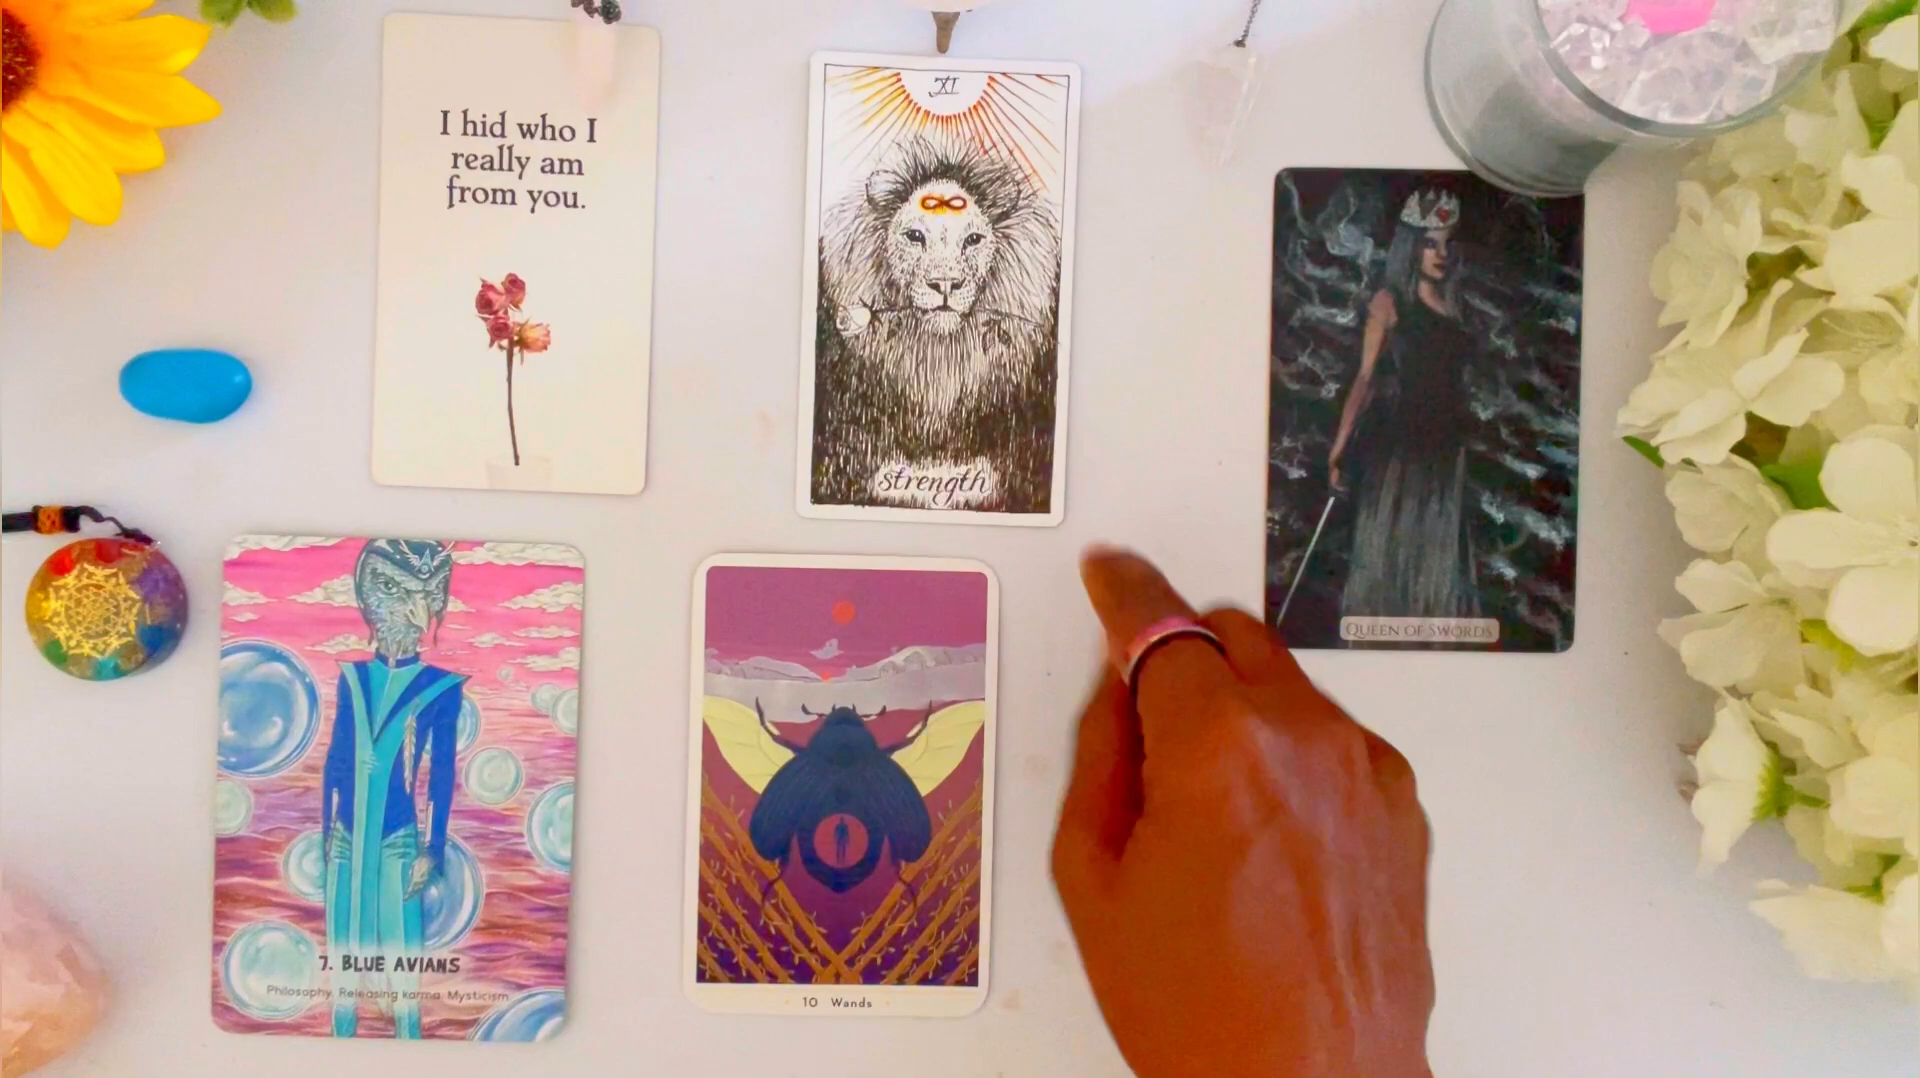 I hid who I
really am
from you.
XI
strength
QUEEN OF SWORDS
7. BLUE AVIANS
Philosophy. Releasing karma. Mysticism
10 Wands